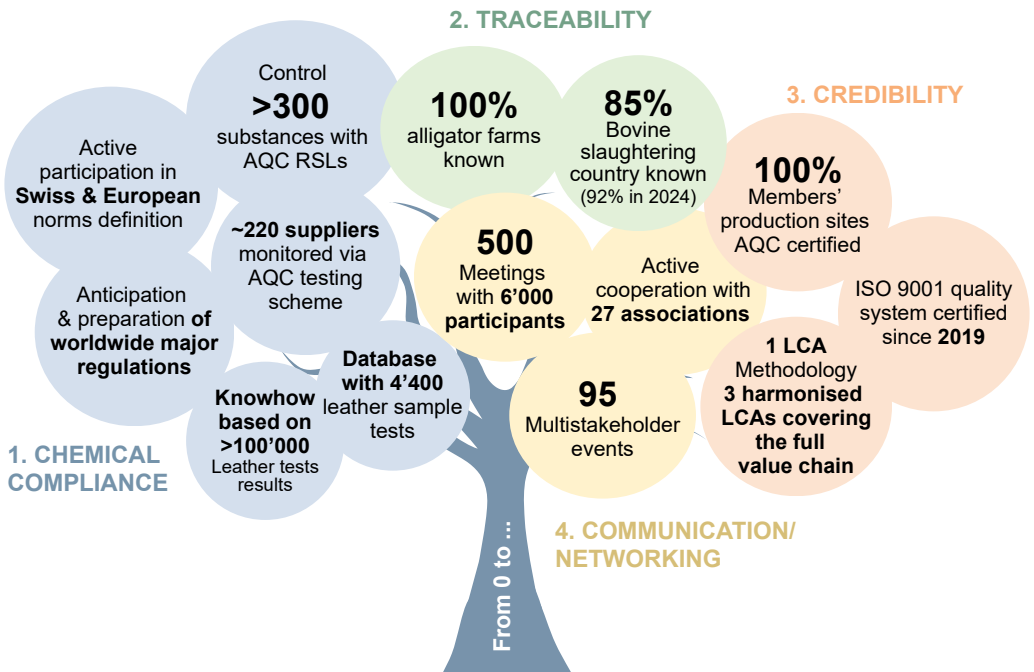 2. TRACEABILITY
Control
>300
substances with
AQC RSLs
100%
alligator farms
known
85%
Bovine
slaughtering
country known
(92% in 2024)
3. CREDIBILITY
Active
participation in
Swiss & European
norms definition
100%
Members’
production sites
AQC certified
~220 suppliers
monitored via
AQC testing
scheme
500
Meetings
with 6’000
participants
Active
cooperation with
27 associations
ISO 9001 quality
system certified
since 2019
Anticipation
& preparation of
worldwide major
regulations
Database
with 4’400
leather sample
tests
1 LCA
Methodology
3 harmonised
LCAs covering
the full
value chain
Knowhow
based on
>100’000
Leather tests
results
95
Multistakeholder
events
1. CHEMICAL
COMPLIANCE
4. COMMUNICATION/
NETWORKING
From 0 to ...